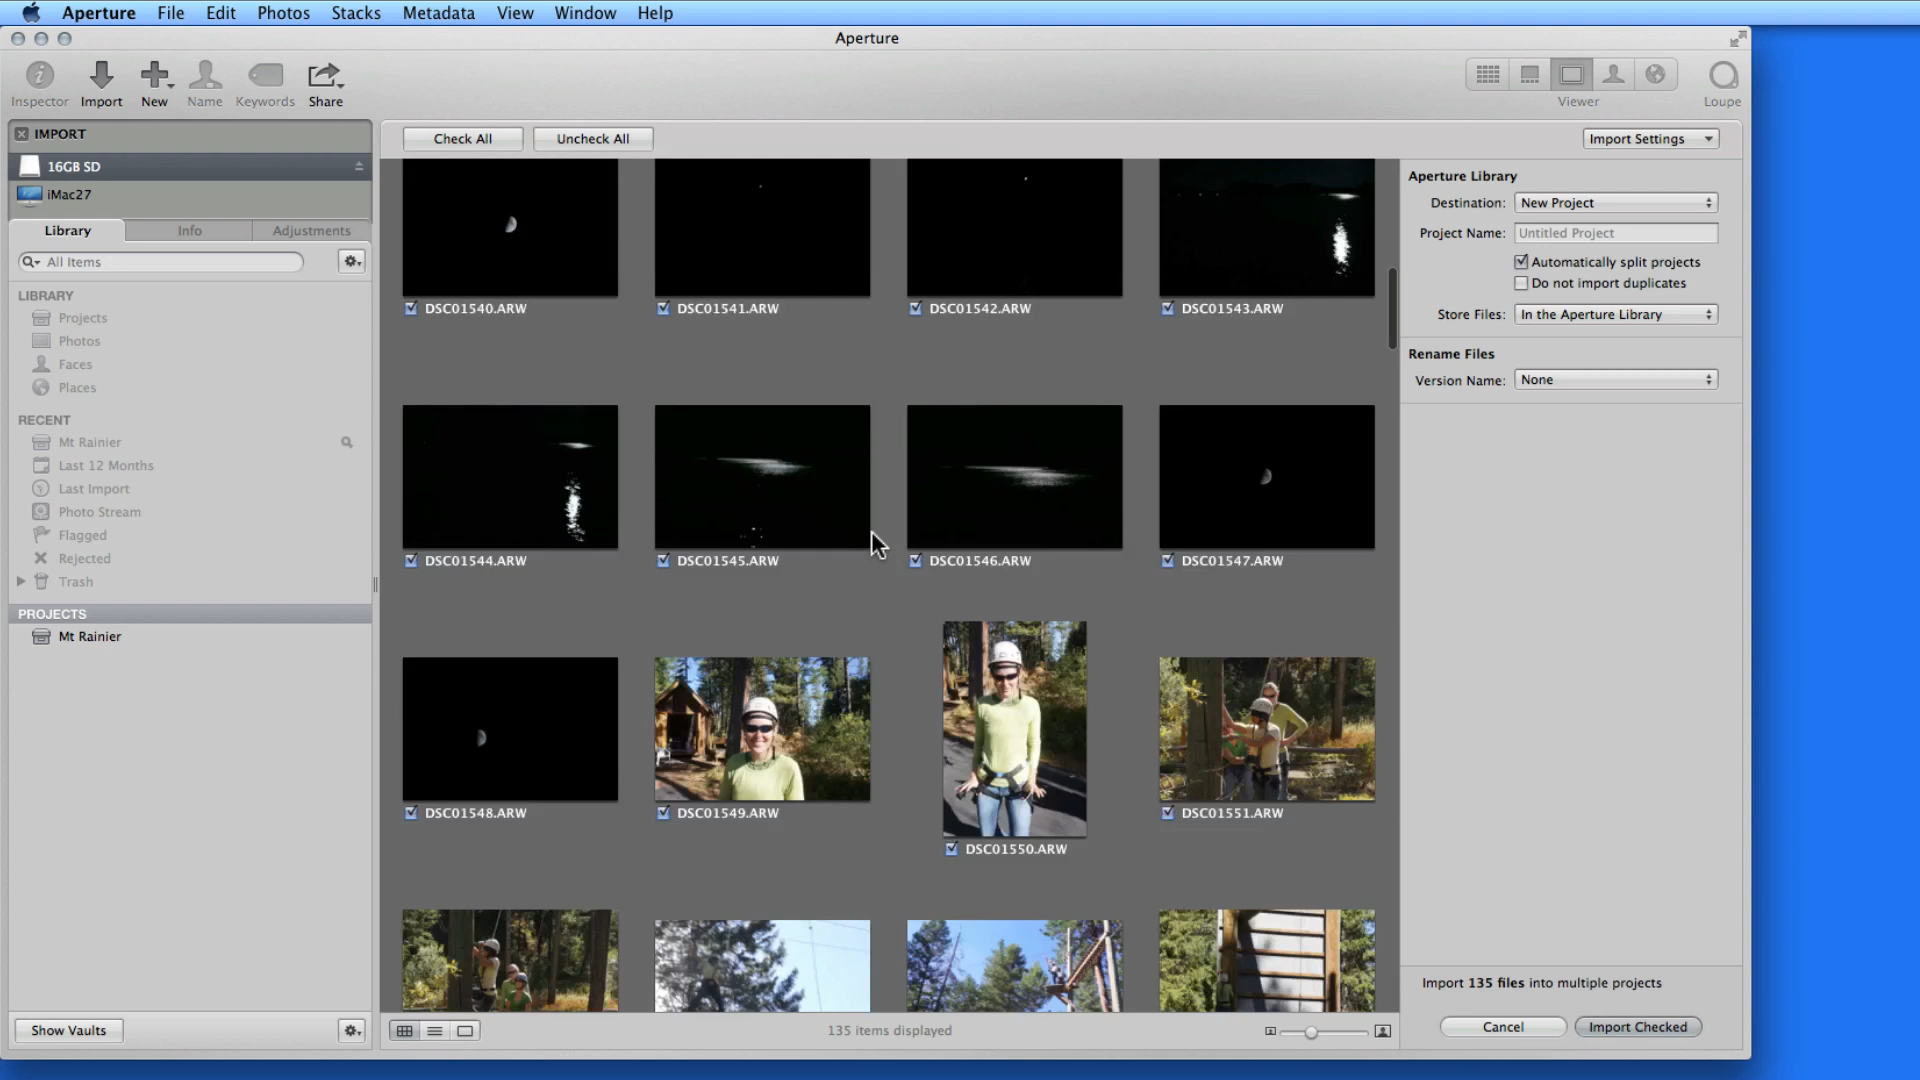 Aperture File Edit Photos Stacks Metadata View Window Help
Aperture
Inspector Import New Name Keywords Share Viewer Loupe
IMPORT
16GB SD
iMac27
Library Info Adjustments
All Items
LIBRARY
Projects
Photos
Faces
Places
RECENT
Mt Rainier
Last 12 Months
Last Import
Photo Stream
Flagged
Rejected
Trash
PROJECTS
Mt Rainier
Show Vaults
Check All Uncheck All Import Settings
DSC01540.ARW DSC01541.ARW DSC01542.ARW DSC01543.ARW
DSC01544.ARW DSC01545.ARW DSC01546.ARW DSC01547.ARW
DSC01548.ARW DSC01549.ARW DSC01550.ARW DSC01551.ARW
135 items displayed
Aperture Library
Destination: New Project
Project Name: Untitled Project
Automatically split projects
Do not import duplicates
Store Files: In the Aperture Library
Rename Files
Version Name: None
Import 135 files into multiple projects
Cancel Import Checked